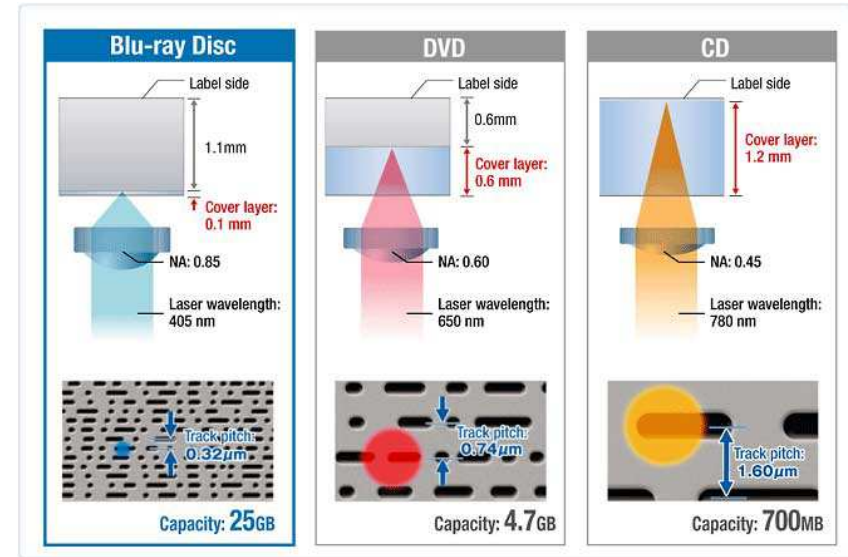 Blu-ray Disc
Label side
1.1mm
Cover layer:
0.1 mm
NA: 0.85
Laser wavelength:
405 nm
Track pitch:
0.32μm
Capacity: 25GB
DVD
Label side
0.6mm
Cover layer:
0.6 mm
NA: 0.60
Laser wavelength:
650 nm
Track pitch:
0.74μm
Capacity: 4.7GB
CD
Label side
Cover layer:
1.2 mm
NA: 0.45
Laser wavelength:
780 nm
Track pitch:
1.60μm
Capacity: 700MB